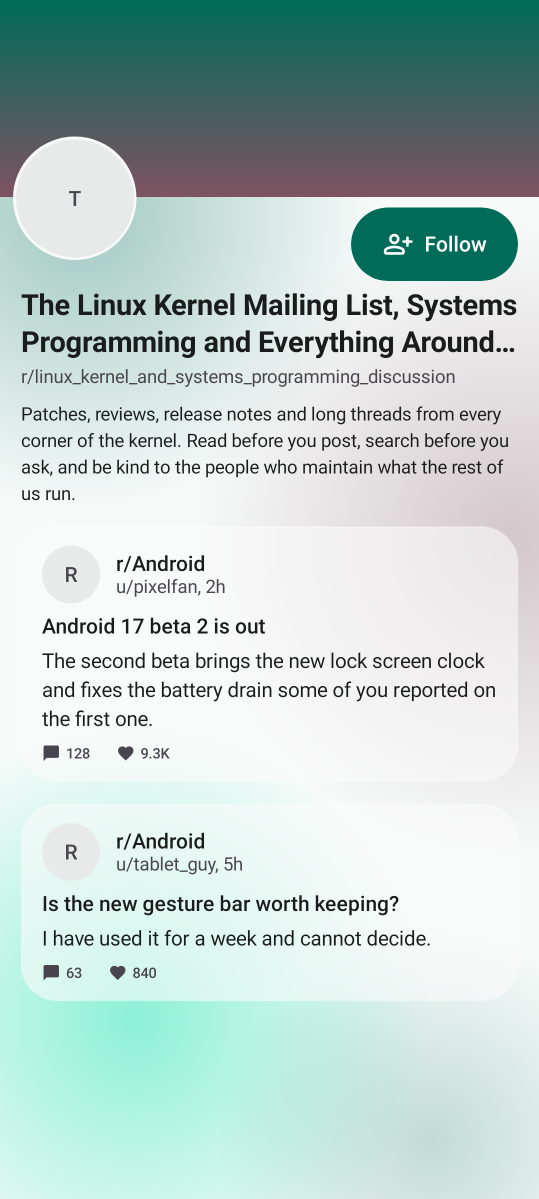 T
Follow
The Linux Kernel Mailing List, Systems
Programming and Everything Around...
r/linux_kernel_and_systems_programming_discussion
Patches, reviews, release notes and long threads from every
corner of the kernel. Read before you post, search before you
ask, and be kind to the people who maintain what the rest of
us run.
R
r/Android
u/pixelfan, 2h
Android 17 beta 2 is out
The second beta brings the new lock screen clock
and fixes the battery drain some of you reported on
the first one.
128 9.3K
R
r/Android
u/tablet_guy, 5h
Is the new gesture bar worth keeping?
I have used it for a week and cannot decide.
63 840